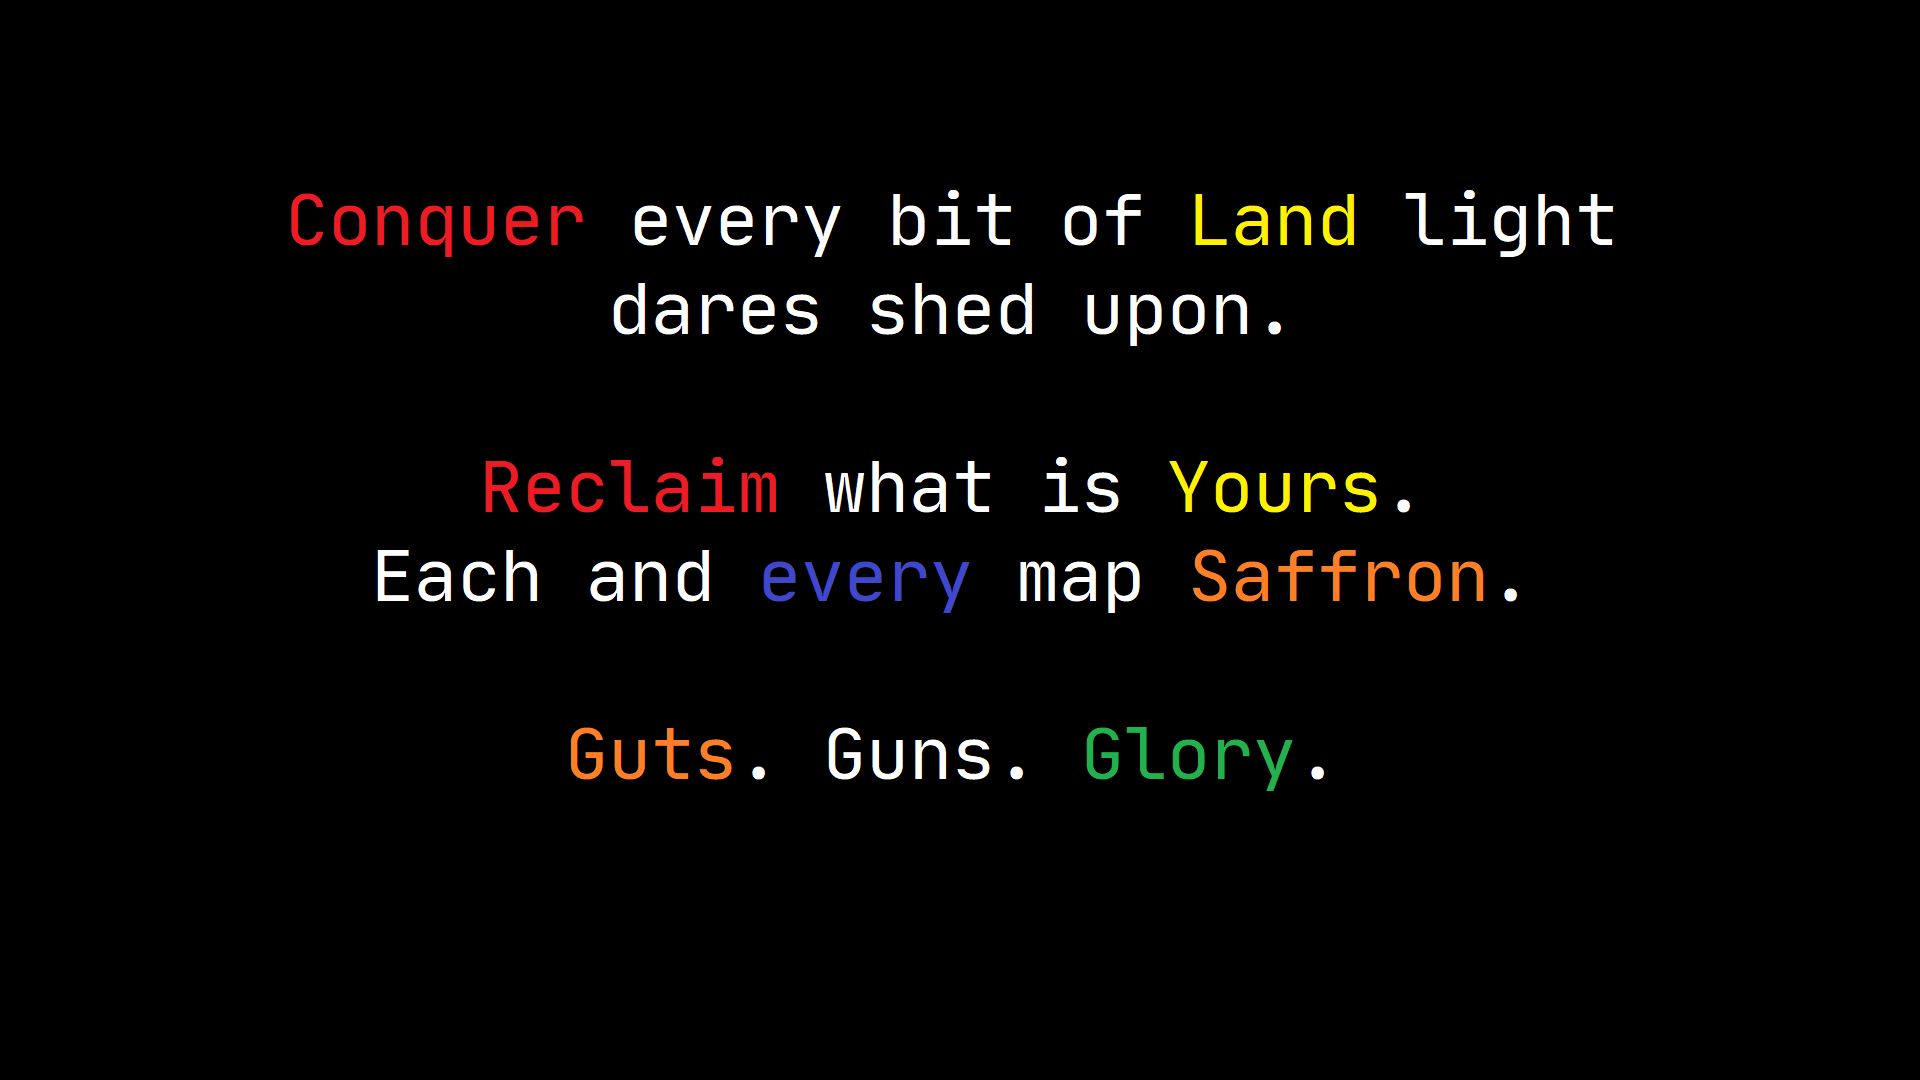 Conquer every bit of Land light
dares shed upon.
Reclaim what is Yours.
Each and every map Saffron.
Guts. Guns. Glory.